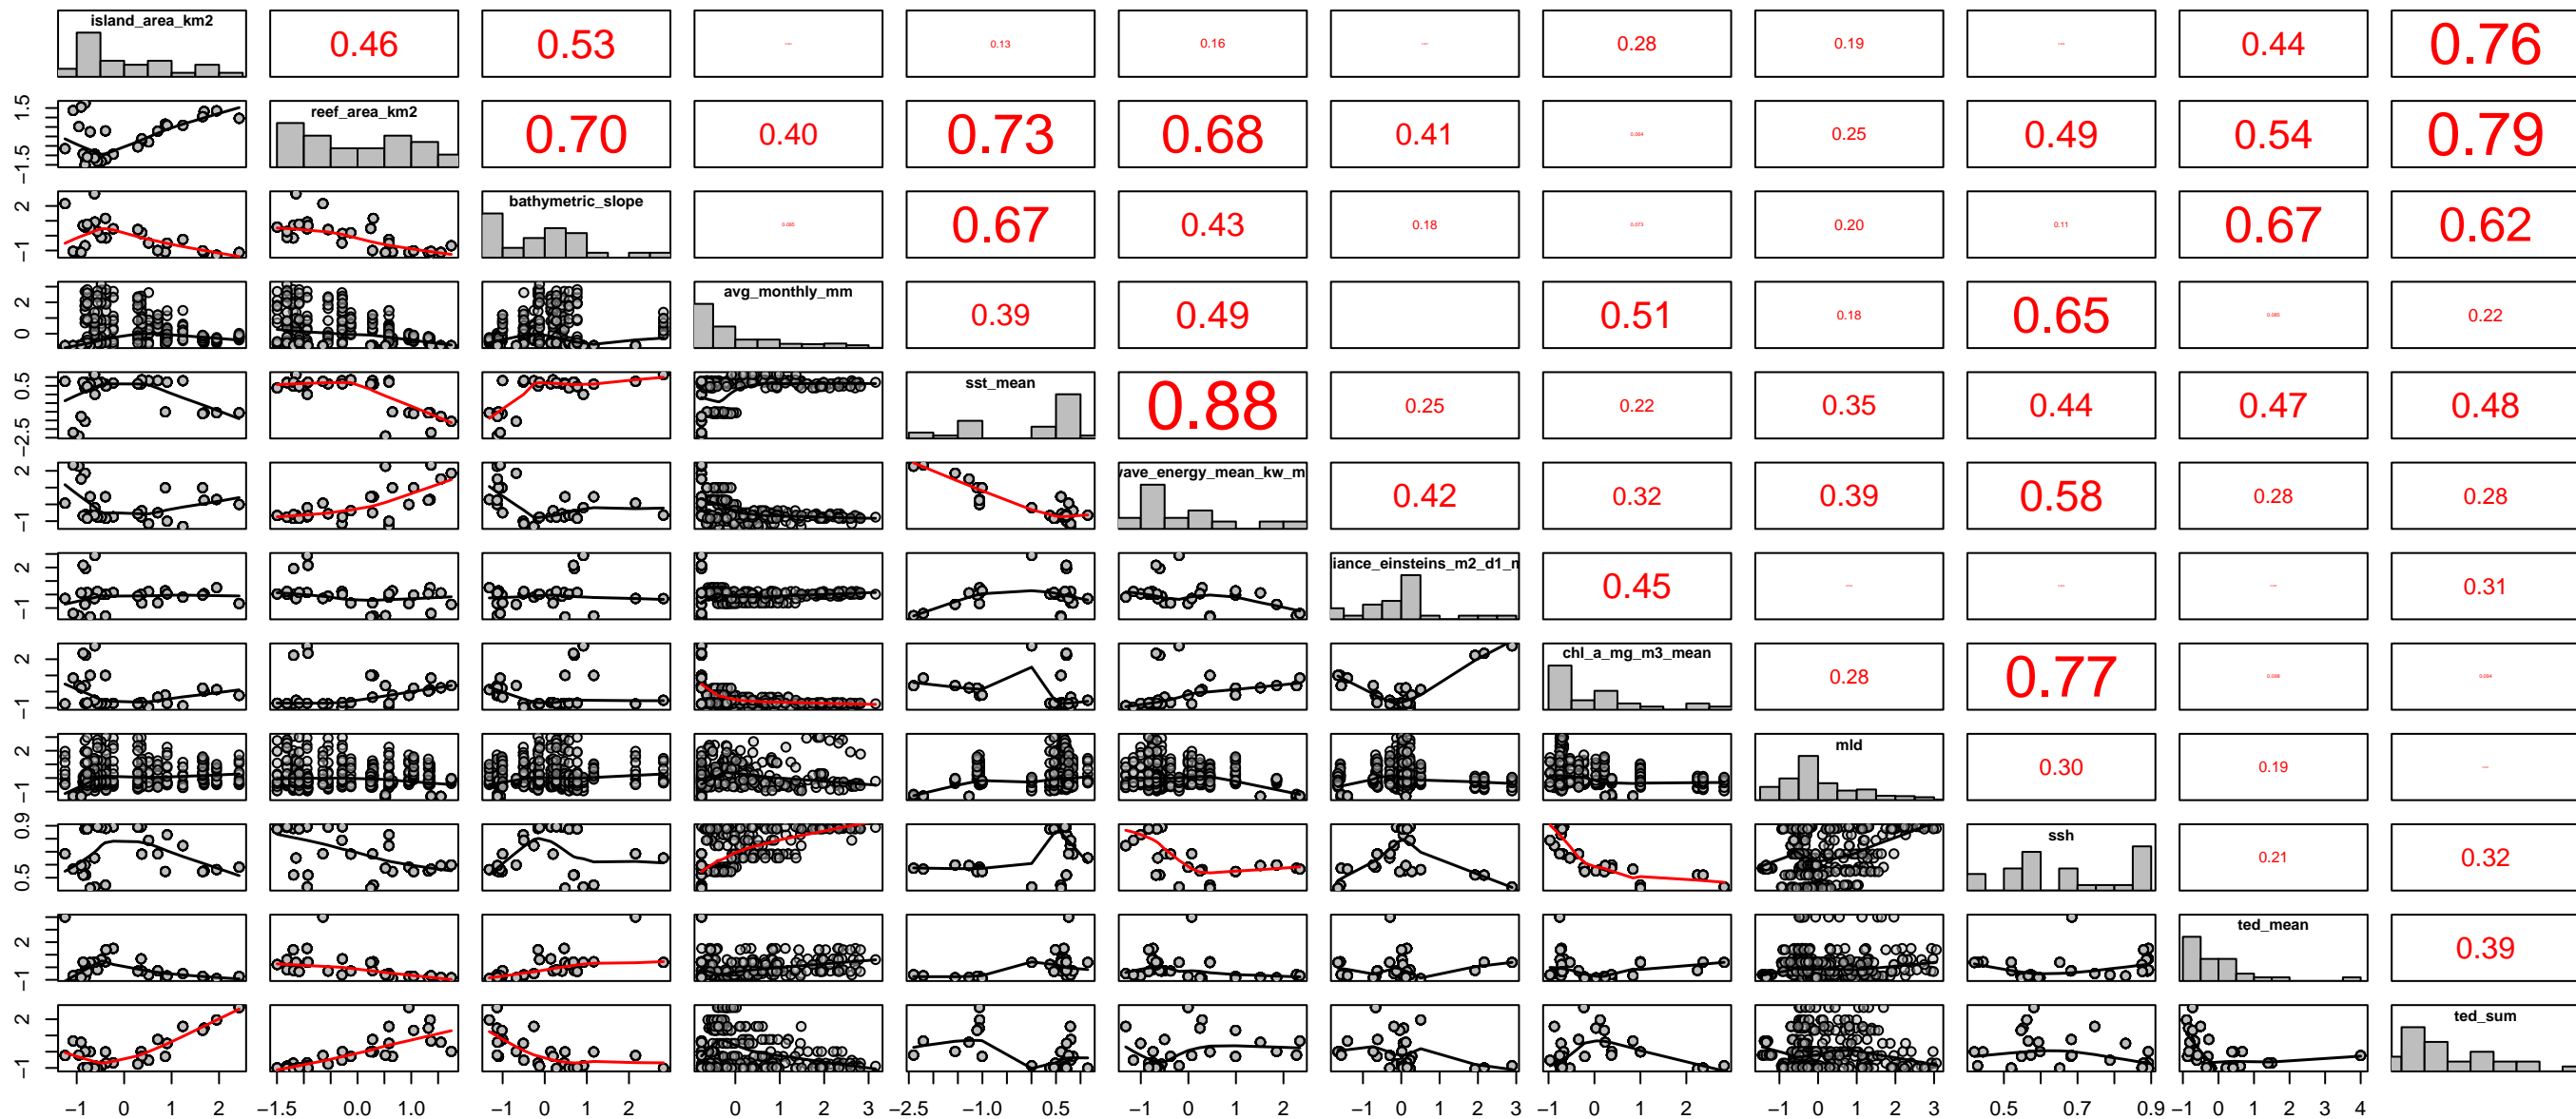 island_area_km2 0.46 0.53 0.13 0.16 0.28 0.19 0.44 0.76
−1.5 1.5 reef_area_km2 0.70 0.40 0.73 0.68 0.41 0.064 0.25 0.49 0.54 0.79
−1 2 bathymetric_slope 0.67 0.43 0.18 0.073 0.20 0.11 0.67 0.62
0 2 avg_monthly_mm 0.39 0.49 0.51 0.18 0.65 0.22
−2.5 0.5 sst_mean 0.88 0.25 0.22 0.35 0.44 0.47 0.48
−1 2 wave_energy_mean_kw_m 0.42 0.32 0.39 0.58 0.28 0.28
−1 2 iance_einsteins_m2_d1_n 0.45 0.31
−1 2 chl_a_mg_m3_mean 0.28 0.77
−1 2 mld 0.30 0.19
0.5 0.9 ssh 0.21 0.32
−1 2 ted_mean 0.39
−1 2 ted_sum
−1 0 1 2 −1.5 0.0 1.0 −1 0 1 2 0 1 2 3 −2.5 −1.0 0.5 −1 0 1 2 −1 0 1 2 3 −1 0 1 2 −1 0 1 2 3 0.5 0.7 0.9 −1 0 1 2 3 4